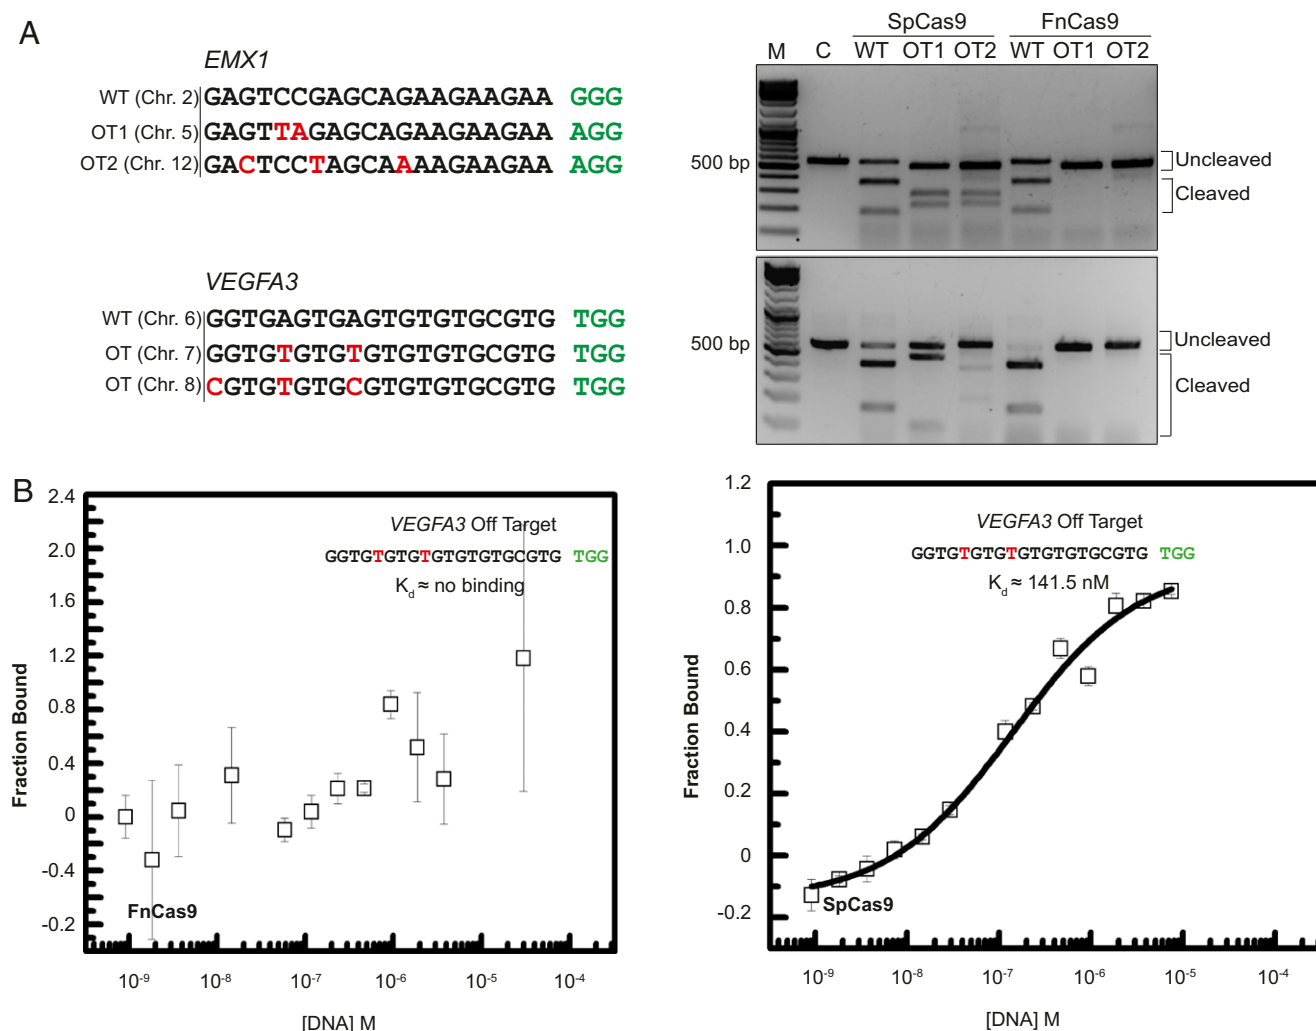 A
EMX1
WT (Chr. 2) GAGTCCGAGCAGAAGAAGAA GGG
OT1 (Chr. 5) GAGTTAGAGCAGAAGAAGAA AGG
OT2 (Chr. 12) GACTCCTAGCAAAAGAAGAA AGG
VEGFA3
WT (Chr. 6) GGTGAGTGAGTGTGTGCGTG TGG
OT (Chr. 7) GGTGTGTGTGTGTGTGCGTG TGG
OT (Chr. 8) CGTGTGTGCGTGTGTGCGTG TGG
SpCas9 FnCas9
M C WT OT1 OT2 WT OT1 OT2
500 bp
Uncleaved
Cleaved
500 bp
Uncleaved
Cleaved
B
2.4
2.0
1.6
1.2
0.8
0.4
0
-0.4
-0.2
Fraction Bound
VEGFA3 Off Target
GGTGTGTGTGTGTGTGCGTG TGG
Kd ≈ no binding
FnCas9
10-9 10-8 10-7 10-6 10-5 10-4
[DNA] M
1.2
1.0
0.8
0.6
0.4
0.2
0
-0.2
Fraction Bound
VEGFA3 Off Target
GGTGTGTGTGTGTGTGCGTG TGG
Kd ≈ 141.5 nM
SpCas9
10-9 10-8 10-7 10-6 10-5 10-4
[DNA] M